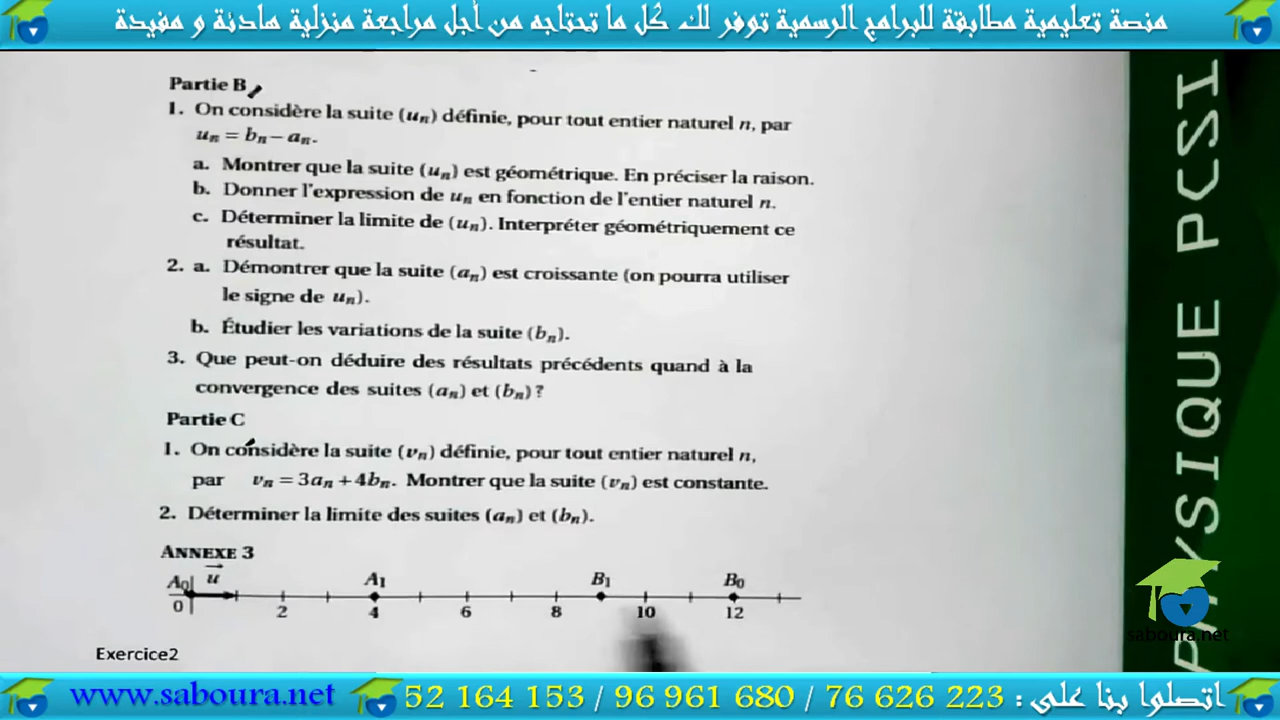 منصة تعليمية مطابقة للبرامج الرسمية توفر لك كل ما تحتاجه من أجل مراجعة منزلية هادئة و مفيدة
Partie B
1. On considère la suite (uₙ) définie, pour tout entier naturel n, par
uₙ = bₙ − aₙ.
a. Montrer que la suite (uₙ) est géométrique. En préciser la raison.
b. Donner l'expression de uₙ en fonction de l'entier naturel n.
c. Déterminer la limite de (uₙ). Interpréter géométriquement ce
résultat.
2. a. Démontrer que la suite (aₙ) est croissante (on pourra utiliser
le signe de uₙ).
b. Étudier les variations de la suite (bₙ).
3. Que peut-on déduire des résultats précédents quand à la
convergence des suites (aₙ) et (bₙ) ?
Partie C
1. On considère la suite (vₙ) définie, pour tout entier naturel n,
par vₙ = 3aₙ + 4bₙ. Montrer que la suite (vₙ) est constante.
2. Déterminer la limite des suites (aₙ) et (bₙ).
ANNEXE 3
A₀ u A₁ B₁ B₀
0 2 4 6 8 10 12
Exercice2
PHYSIQUE PCSI
saboura.net
www.saboura.net 52 164 153 / 96 961 680 / 76 626 223 : اتصلوا بنا على